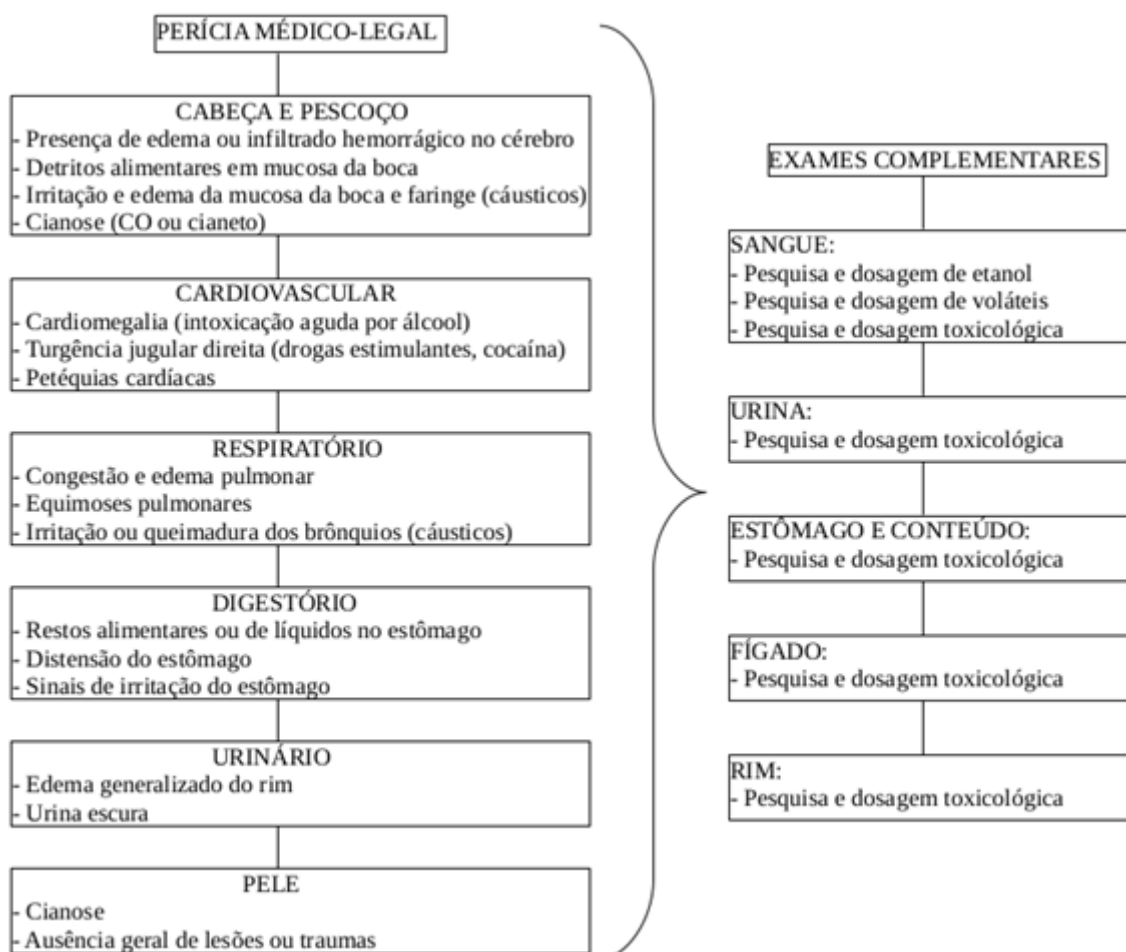 PERÍCIA MÉDICO-LEGAL
CABEÇA E PESCOÇO
- Presença de edema ou infiltrado hemorrágico no cérebro
- Detritos alimentares em mucosa da boca
- Irritação e edema da mucosa da boca e faringe (cáusticos)
- Cianose (CO ou cianeto)
CARDIOVASCULAR
- Cardiomegalia (intoxicação aguda por álcool)
- Turgência jugular direita (drogas estimulantes, cocaína)
- Petéquias cardíacas
RESPIRATÓRIO
- Congestão e edema pulmonar
- Equimoses pulmonares
- Irritação ou queimadura dos brônquios (cáusticos)
DIGESTÓRIO
- Restos alimentares ou de líquidos no estômago
- Distensão do estômago
- Sinais de irritação do estômago
URINÁRIO
- Edema generalizado do rim
- Urina escura
PELE
- Cianose
- Ausência geral de lesões ou traumas
EXAMES COMPLEMENTARES
SANGUE:
- Pesquisa e dosagem de etanol
- Pesquisa e dosagem de voláteis
- Pesquisa e dosagem toxicológica
URINA:
- Pesquisa e dosagem toxicológica
ESTÔMAGO E CONTEÚDO:
- Pesquisa e dosagem toxicológica
FÍGADO:
- Pesquisa e dosagem toxicológica
RIM:
- Pesquisa e dosagem toxicológica